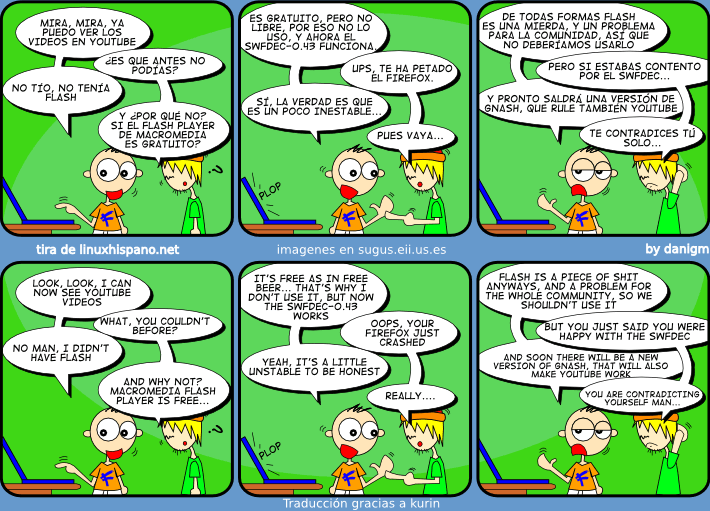 MIRA, MIRA, YA
PUEDO VER LOS
VIDEOS EN YOUTUBE
¿ES QUE ANTES NO
PODÍAS?
NO TÍO, NO TENÍA
FLASH
Y ¿POR QUÉ NO?
SI EL FLASH PLAYER
DE MACROMEDIA
ES GRATUITO?
ES GRATUITO, PERO NO
LIBRE, POR ESO NO LO
USO, Y AHORA EL
SWFDEC-0.43 FUNCIONA.
UPS, TE HA PETADO
EL FIREFOX.
SÍ, LA VERDAD ES QUE
ES UN POCO INESTABLE...
PUES VAYA...
PLOP
DE TODAS FORMAS FLASH
ES UNA MIERDA, Y UN PROBLEMA
PARA LA COMUNIDAD, ASÍ QUE
NO DEBERÍAMOS USARLO
PERO SI ESTABAS CONTENTO
POR EL SWFDEC...
Y PRONTO SALDRÁ UNA VERSIÓN DE
GNASH, QUE RULE TAMBIÉN YOUTUBE
TE CONTRADICES TÚ
SOLO...
tira de linuxhispano.net
imagenes en sugus.eii.us.es
by danigm
LOOK, LOOK, I CAN
NOW SEE YOUTUBE
VIDEOS
WHAT, YOU COULDN'T
BEFORE?
NO MAN, I DIDN'T
HAVE FLASH
AND WHY NOT?
MACROMEDIA FLASH
PLAYER IS FREE...
IT'S FREE AS IN FREE
BEER... THAT'S WHY I
DON'T USE IT, BUT NOW
THE SWFDEC-0.43
WORKS
OOPS, YOUR
FIREFOX JUST
CRASHED
YEAH, IT'S A LITTLE
UNSTABLE TO BE HONEST
REALLY....
PLOP
FLASH IS A PIECE OF SHIT
ANYWAYS, AND A PROBLEM FOR
THE WHOLE COMMUNITY, SO WE
SHOULDN'T USE IT
BUT YOU JUST SAID YOU WERE
HAPPY WITH THE SWFDEC
AND SOON THERE WILL BE A NEW
VERSION OF GNASH, THAT WILL ALSO
MAKE YOUTUBE WORK
YOU ARE CONTRADICTING
YOURSELF MAN...
Traducción gracias a kurin